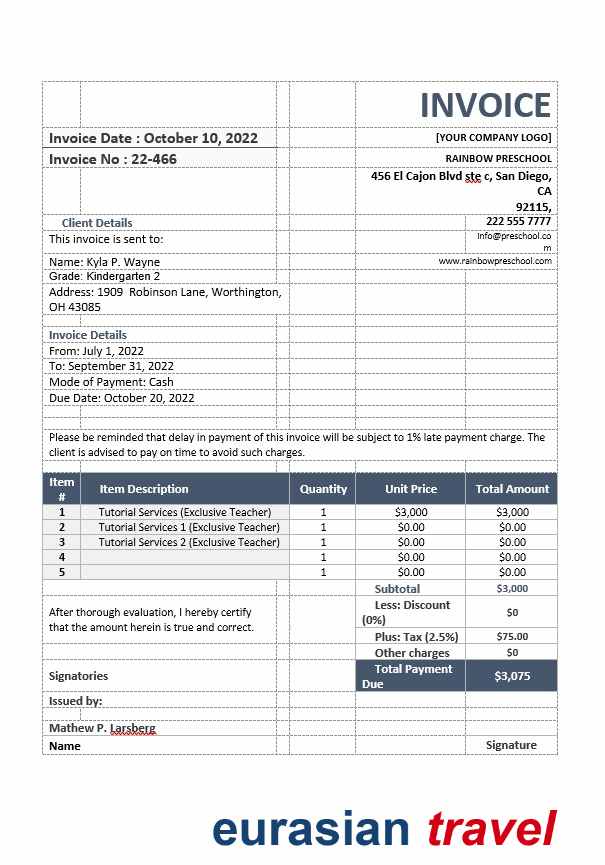 INVOICE
Invoice Date : October 10, 2022
[YOUR COMPANY LOGO]
Invoice No : 22-466
RAINBOW PRESCHOOL
456 El Cajon Blvd ste c, San Diego,
CA
92115,
Client Details
222 555 7777
This invoice is sent to:
info@preschool.co
m
Name: Kyla P. Wayne
www.rainbowpreschool.com
Grade: Kindergarten 2
Address: 1909 Robinson Lane, Worthington,
OH 43085
Invoice Details
From: July 1, 2022
To: September 31, 2022
Mode of Payment: Cash
Due Date: October 20, 2022
Please be reminded that delay in payment of this invoice will be subject to 1% late payment charge. The
client is advised to pay on time to avoid such charges.
Item
# Item Description Quantity Unit Price Total Amount
1 Tutorial Services (Exclusive Teacher) 1 $3,000 $3,000
2 Tutorial Services 1 (Exclusive Teacher) 1 $0.00 $0.00
3 Tutorial Services 2 (Exclusive Teacher) 1 $0.00 $0.00
4 1 $0.00 $0.00
5 1 $0.00 $0.00
Subtotal $3,000
After thorough evaluation, I hereby certify
that the amount herein is true and correct.
Less: Discount
(0%) $0
Plus: Tax (2.5%) $75.00
Other charges $0
Signatories
Total Payment
Due $3,075
Issued by:
Mathew P. Larsberg
Name Signature
eurasian travel